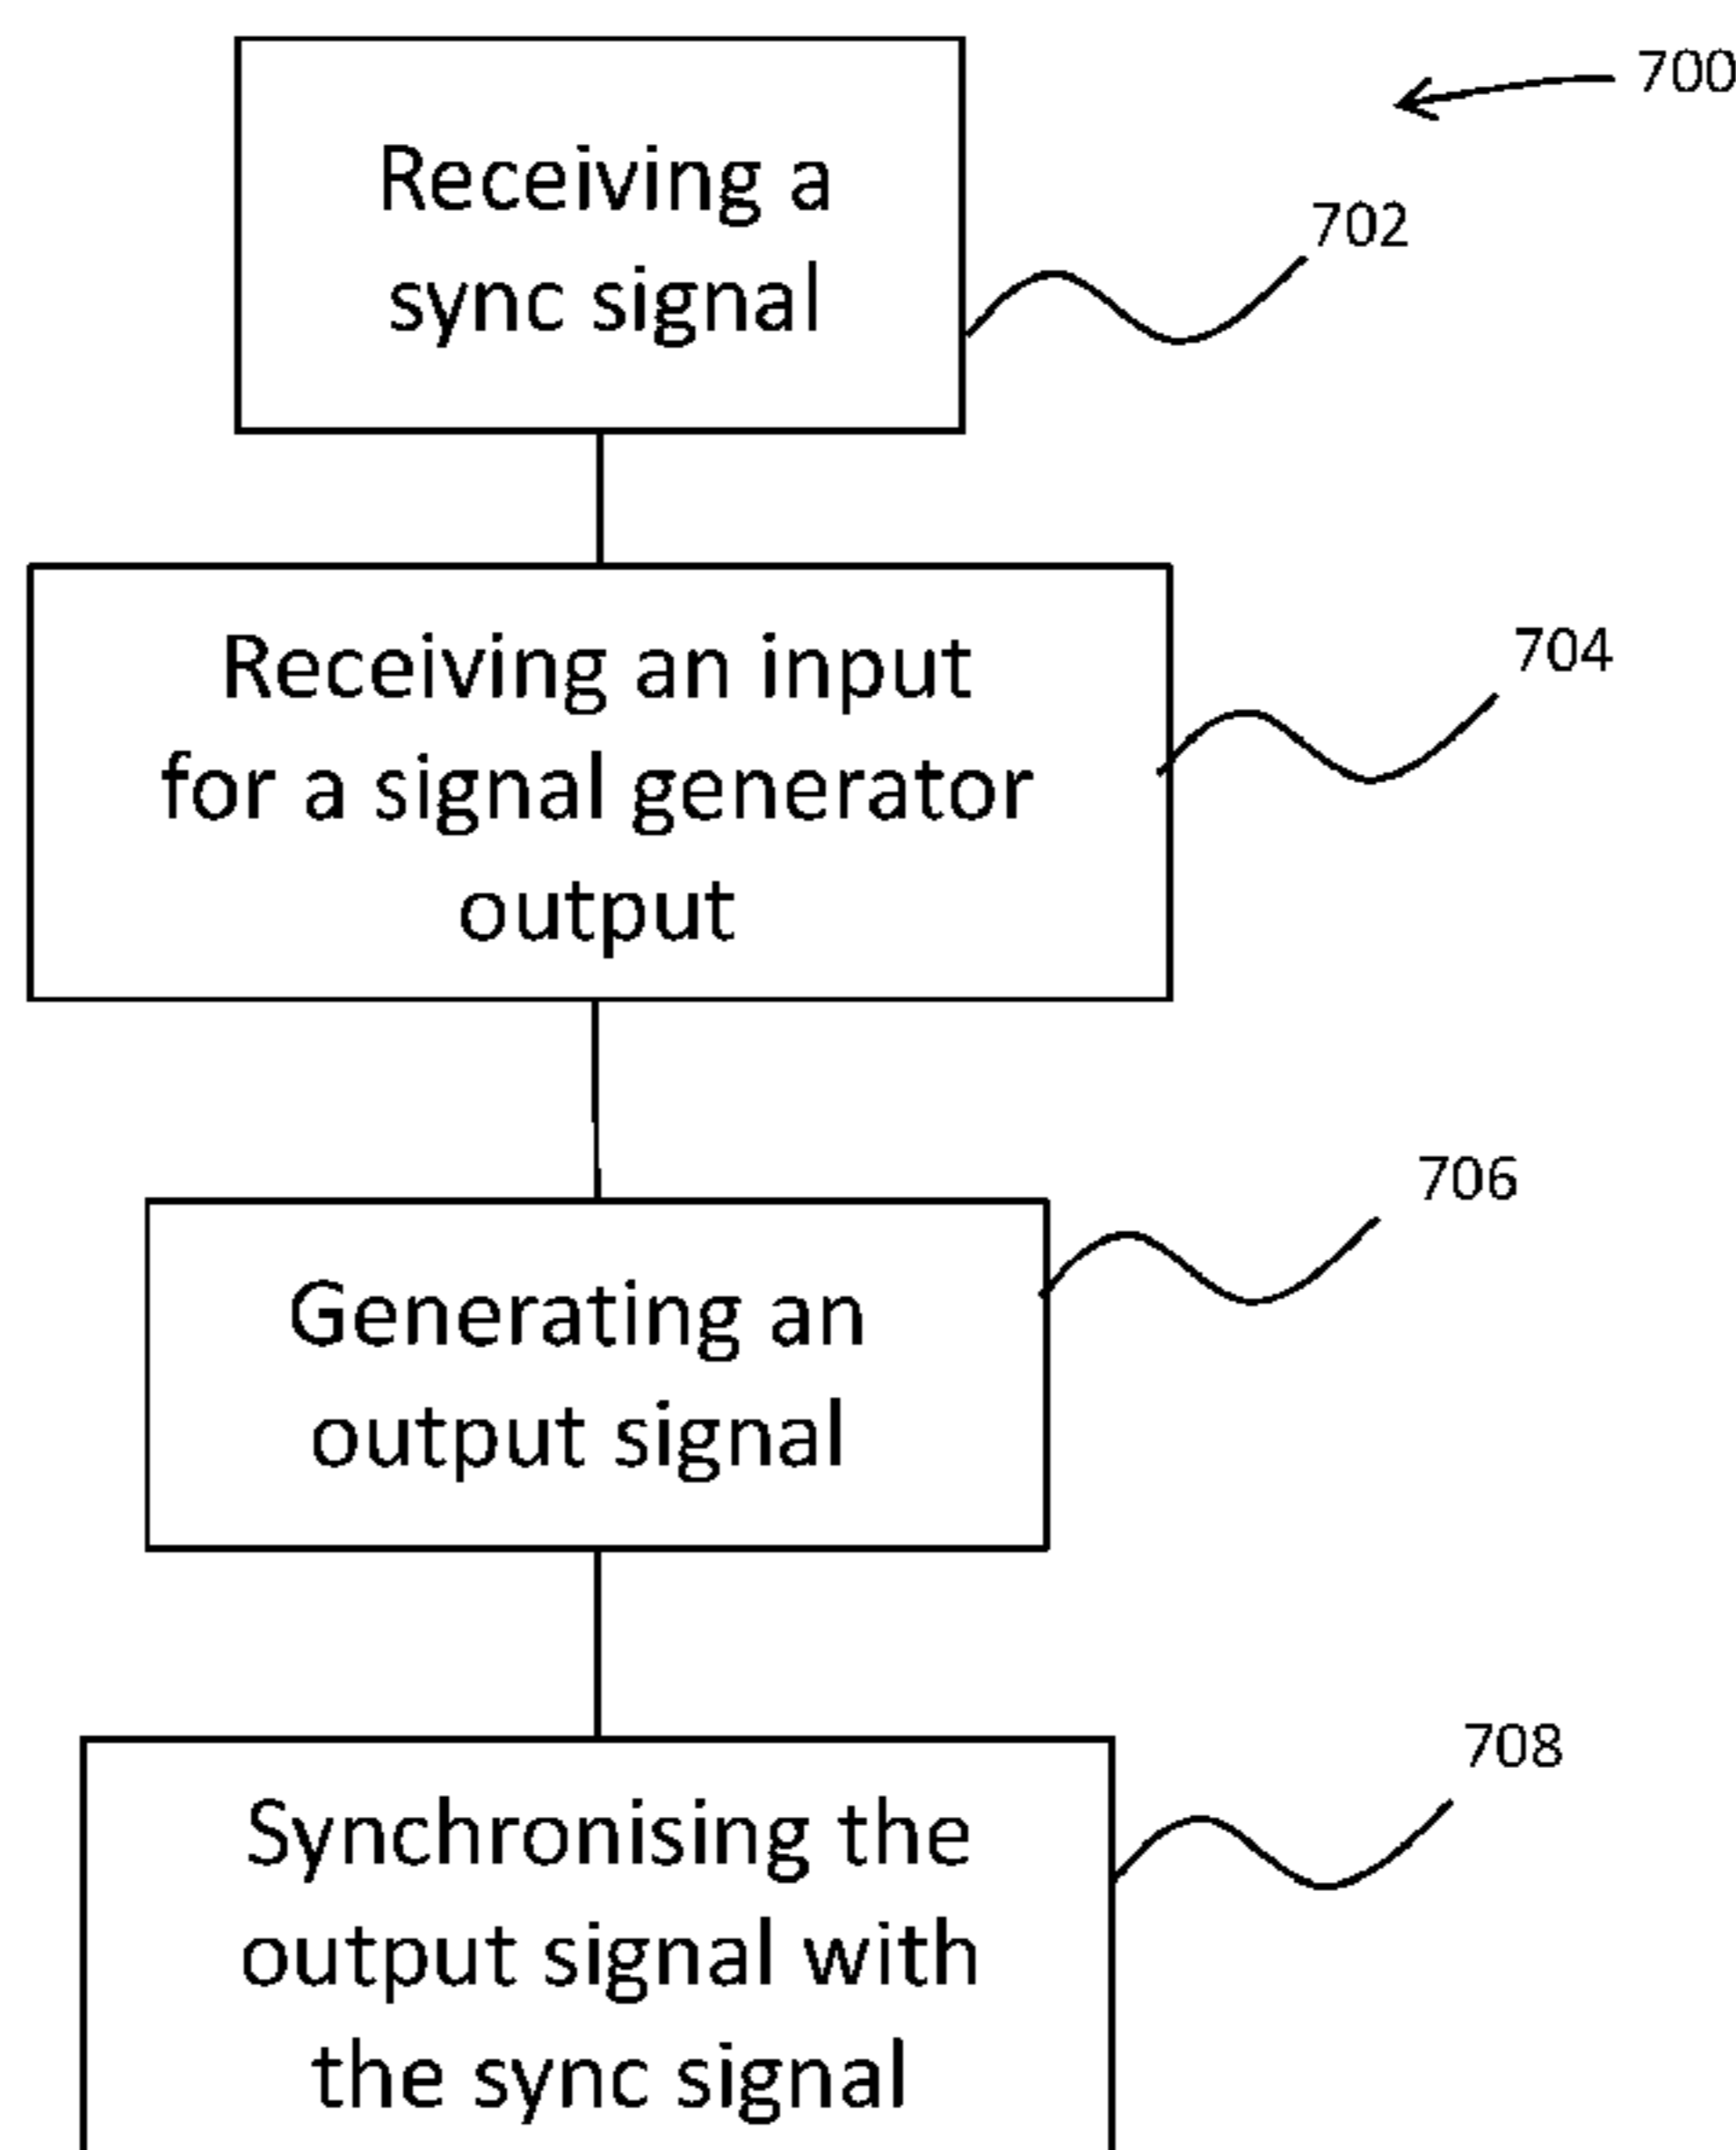 700
Receiving a
sync signal
702
Receiving an input
for a signal generator
output
704
Generating an
output signal
706
Synchronising the
output signal with
the sync signal
708